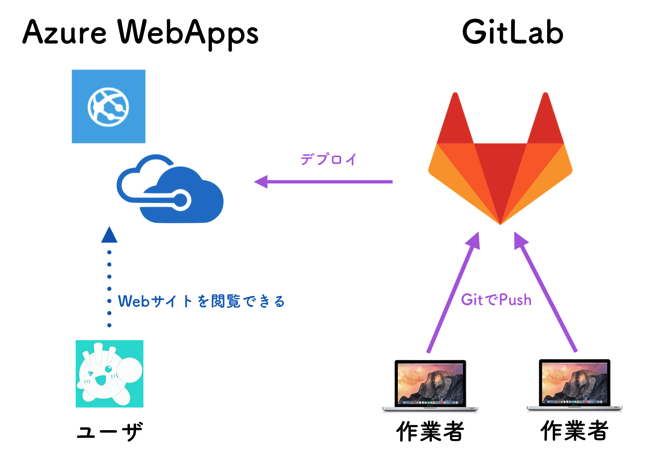 Azure WebApps
GitLab
デプロイ
Webサイトを閲覧できる
GitでPush
ユーザ
作業者
作業者